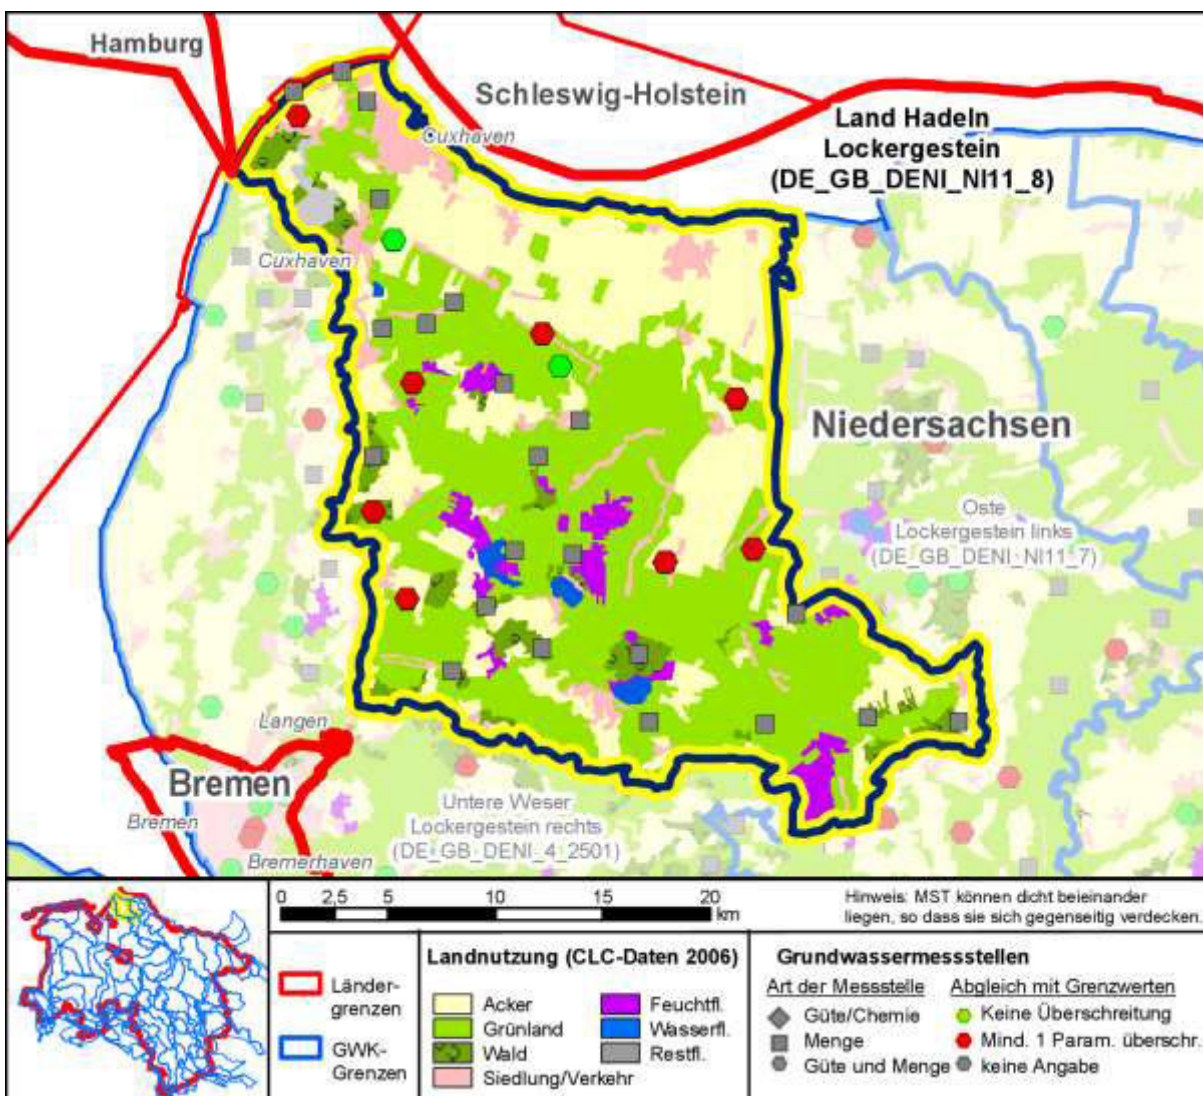 Hamburg
Schleswig-Holstein
Land Hadeln
Lockergestein
(DE_GB_DENI_NI11_8)
Cuxhaven
Cuxhaven
Niedersachsen
Oste
Lockergestein links
(DE_GB_DENI_NI11_7)
Langen
Bremen
Bremen
Bremerhaven
Untere Weser
Lockergestein rechts
(DE_GB_DENI_4_2501)
0 2,5 5 10 15 20
km
Hinweis: MST können dicht beieinander
liegen, so dass sie sich gegenseitig verdecken.
Länder-
grenzen
GWK-
Grenzen
Landnutzung (CLC-Daten 2006)
Acker
Grünland
Wald
Siedlung/Verkehr
Feuchtfl.
Wasserfl.
Restfl.
Grundwassermessstellen
Art der Messstelle
Güte/Chemie
Menge
Güte und Menge
Abgleich mit Grenzwerten
Keine Überschreitung
Mind. 1 Param. überschr.
keine Angabe